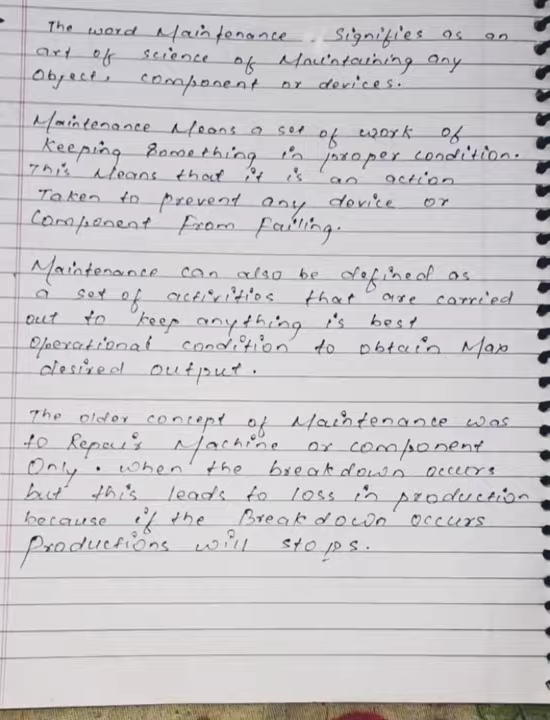 The word Maintenance Signifies as an
art of science of Maintaining any
Object, component or devices.
Maintenance Means a set of work of
Keeping Something in proper condition.
This Means that it is an action
Taken to prevent any device or
Component From Failing.
Maintenance can also be defined as
a set of activities that are carried
out to keep anything is best
Operational condition to obtain Max
desired output.
The older concept of Maintenance was
to Repair Machine or component
Only. when the breakdown occurs
but this leads to loss in production
because if the Breakdown occurs
Productions will stops.